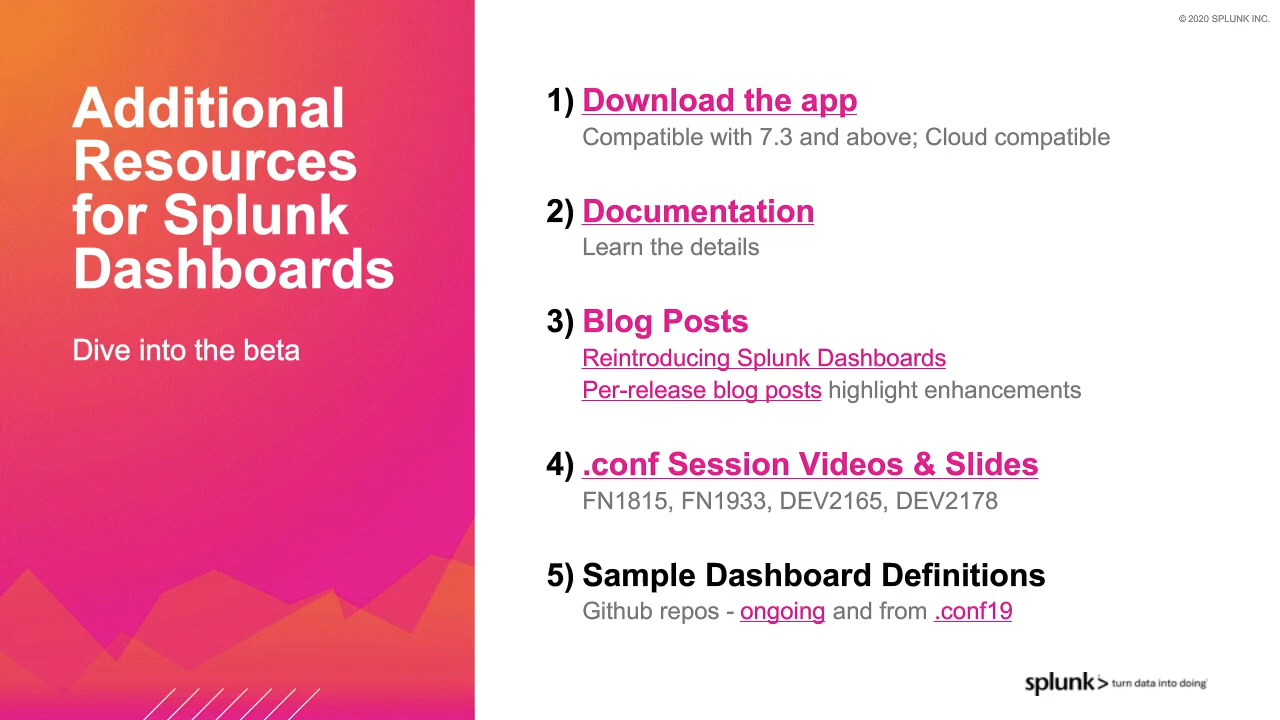 © 2020 SPLUNK INC.
Additional
Resources
for Splunk
Dashboards
Dive into the beta
1) Download the app
Compatible with 7.3 and above; Cloud compatible
2) Documentation
Learn the details
3) Blog Posts
Reintroducing Splunk Dashboards
Per-release blog posts highlight enhancements
4) .conf Session Videos & Slides
FN1815, FN1933, DEV2165, DEV2178
5) Sample Dashboard Definitions
Github repos - ongoing and from .conf19
splunk> turn data into doing